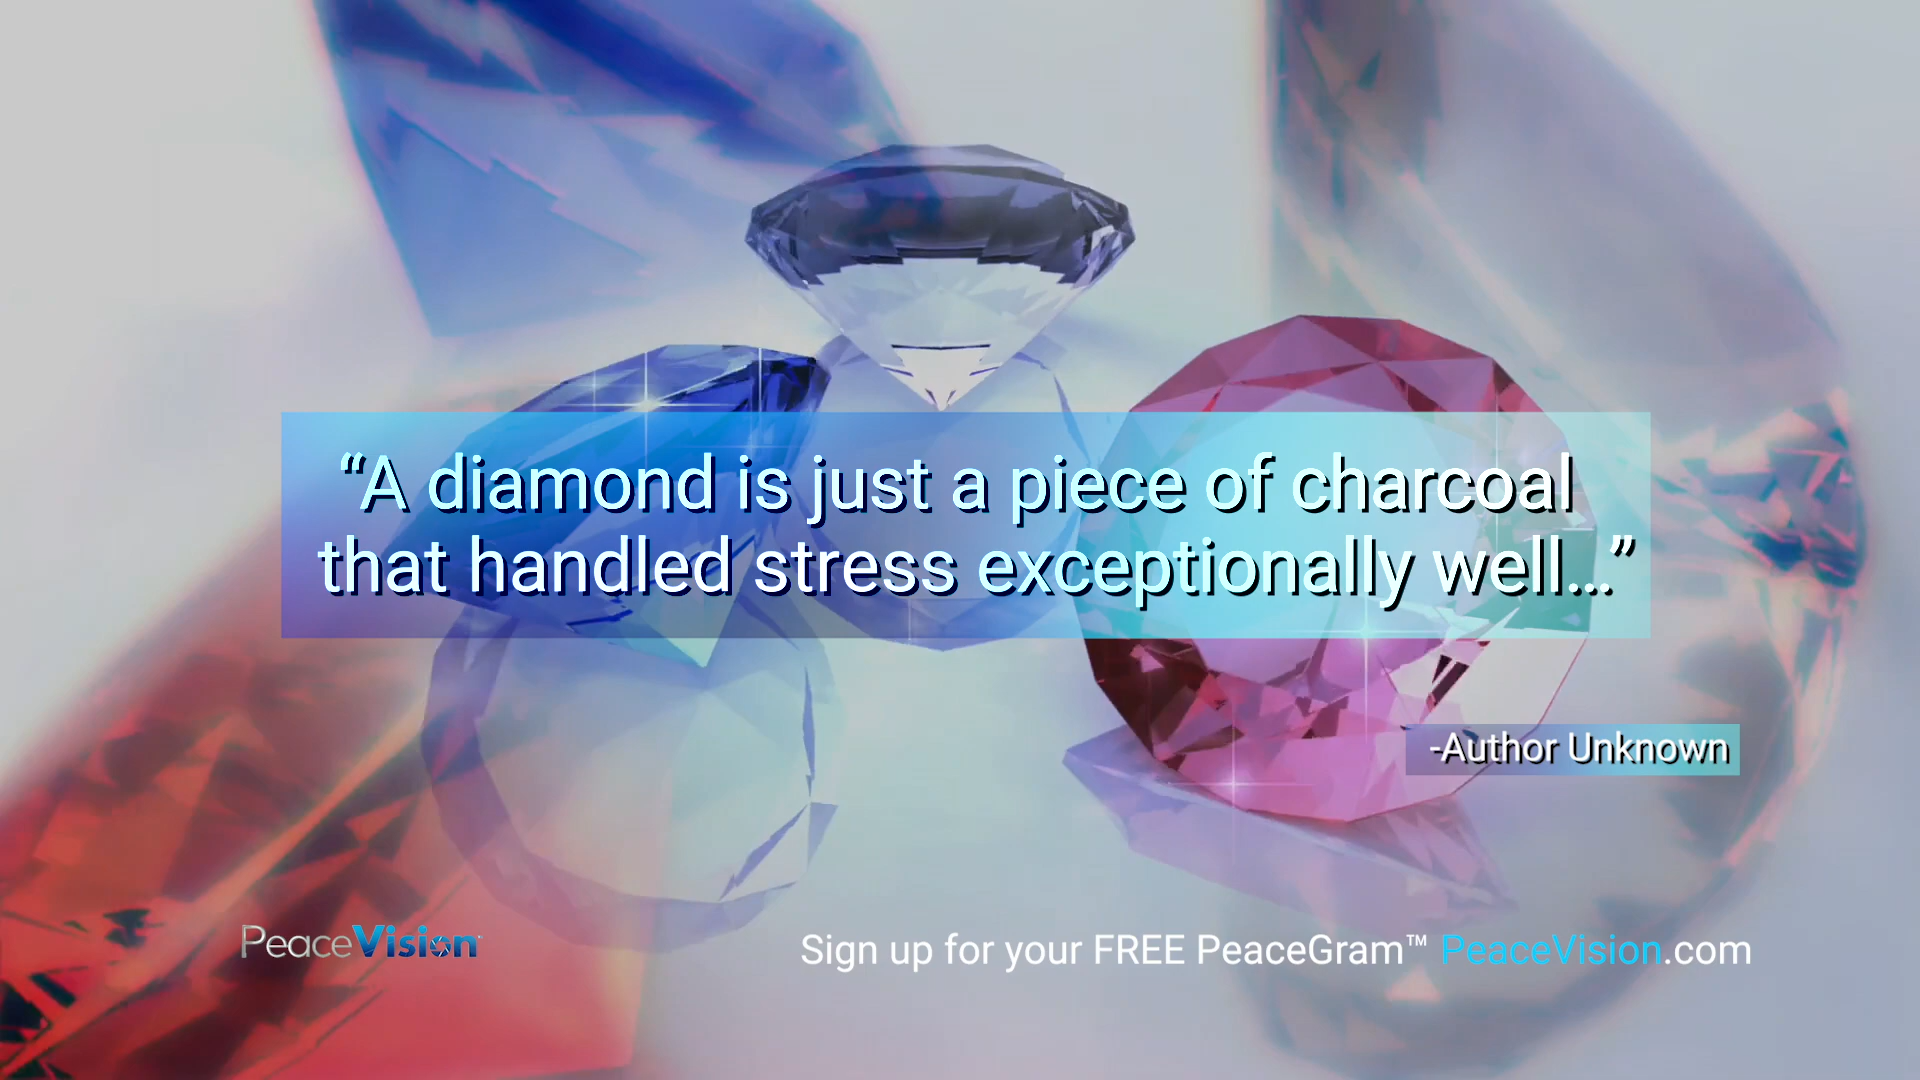 “A diamond is just a piece of charcoal
that handled stress exceptionally well…”
-Author Unknown
PeaceVision
Sign up for your FREE PeaceGram™ PeaceVision.com